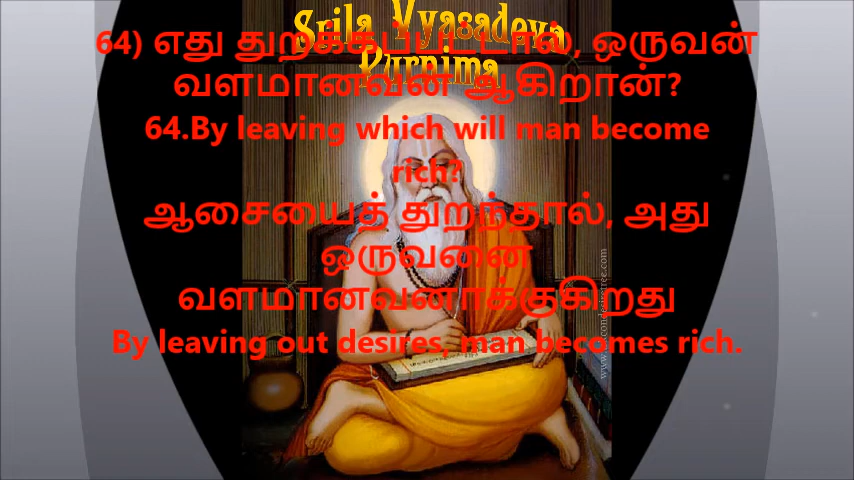 Srila Vyasadeva
Purnima
64) எது துறக்கப்பட்டால், ஒருவன்
வளமானவன் ஆகிறான்?
64.By leaving which will man become
rich?
ஆசையைத் துறந்தால், அது
ஒருவனை
வளமானவனாக்குகிறது
By leaving out desires, man becomes rich.